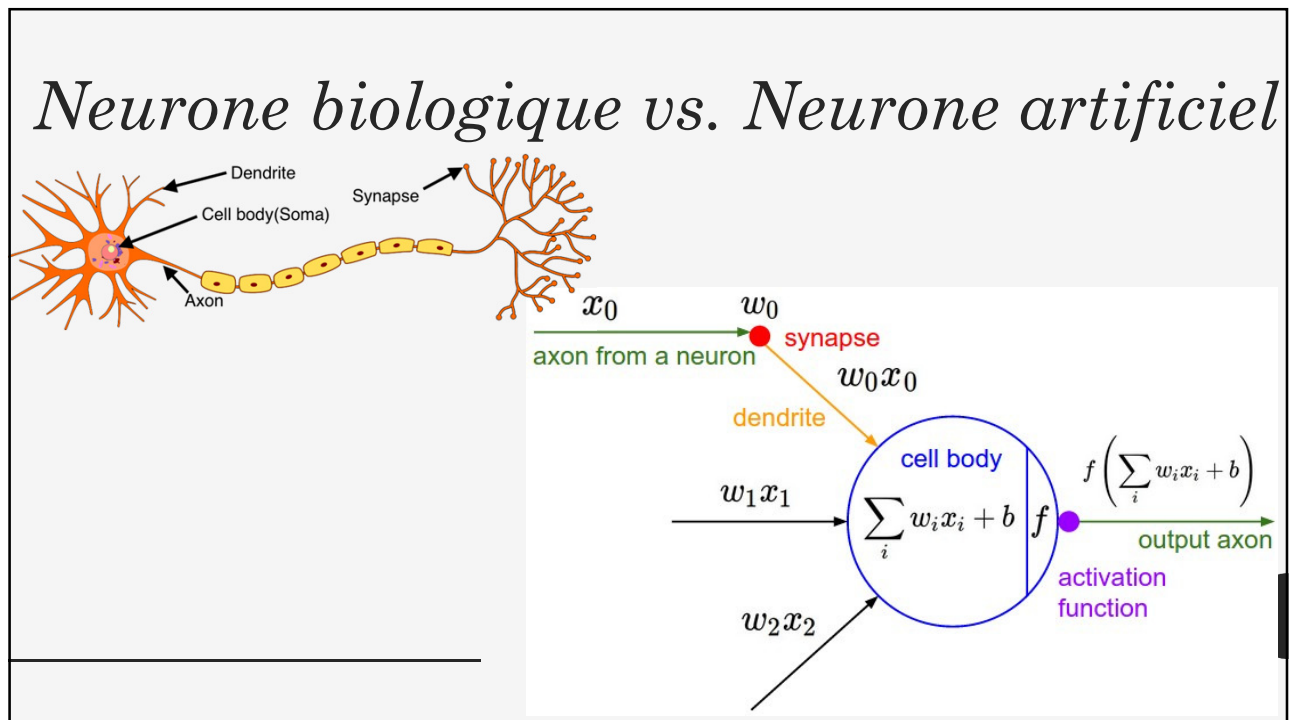 Neurone biologique vs. Neurone artificiel
Dendrite
Synapse
Cell body(Soma)
Axon
x₀
w₀
synapse
axon from a neuron
w₀x₀
dendrite
cell body
f(∑ᵢ wᵢxᵢ + b)
w₁x₁
∑ᵢ wᵢxᵢ + b
f
output axon
activation
function
w₂x₂